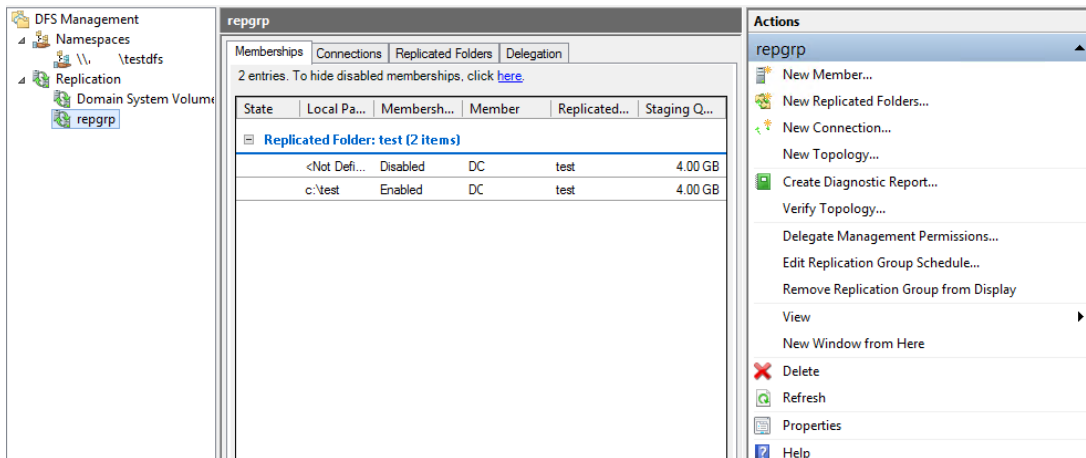 DFS Management
Namespaces
\\. \testdfs
Replication
Domain System Volume
repgrp
repgrp
Memberships Connections Replicated Folders Delegation
2 entries. To hide disabled memberships, click here.
State Local Pa... Membersh... Member Replicated... Staging Q...
Replicated Folder: test (2 items)
<Not Defi... Disabled DC test 4.00 GB
c:\test Enabled DC test 4.00 GB
Actions
repgrp
New Member...
New Replicated Folders...
New Connection...
New Topology...
Create Diagnostic Report...
Verify Topology...
Delegate Management Permissions...
Edit Replication Group Schedule...
Remove Replication Group from Display
View
New Window from Here
Delete
Refresh
Properties
Help